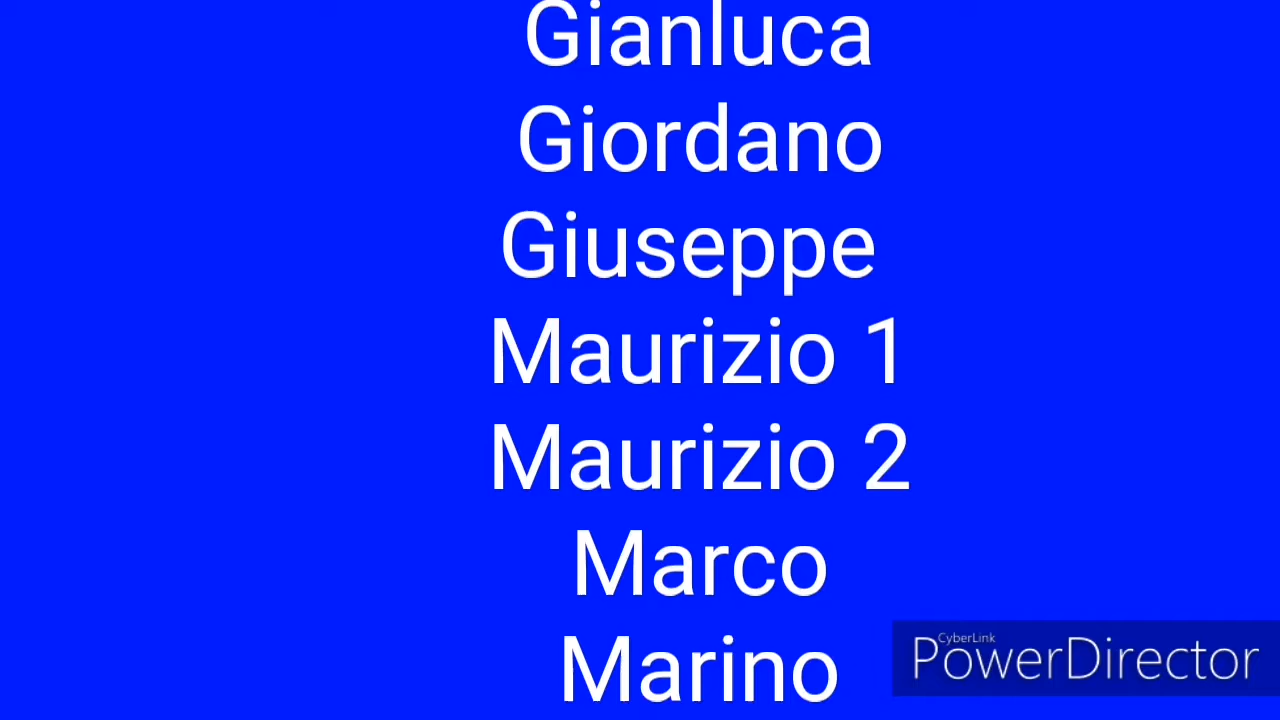 Gianluca
Giordano
Giuseppe
Maurizio 1
Maurizio 2
Marco
Marino
CyberLink
PowerDirector